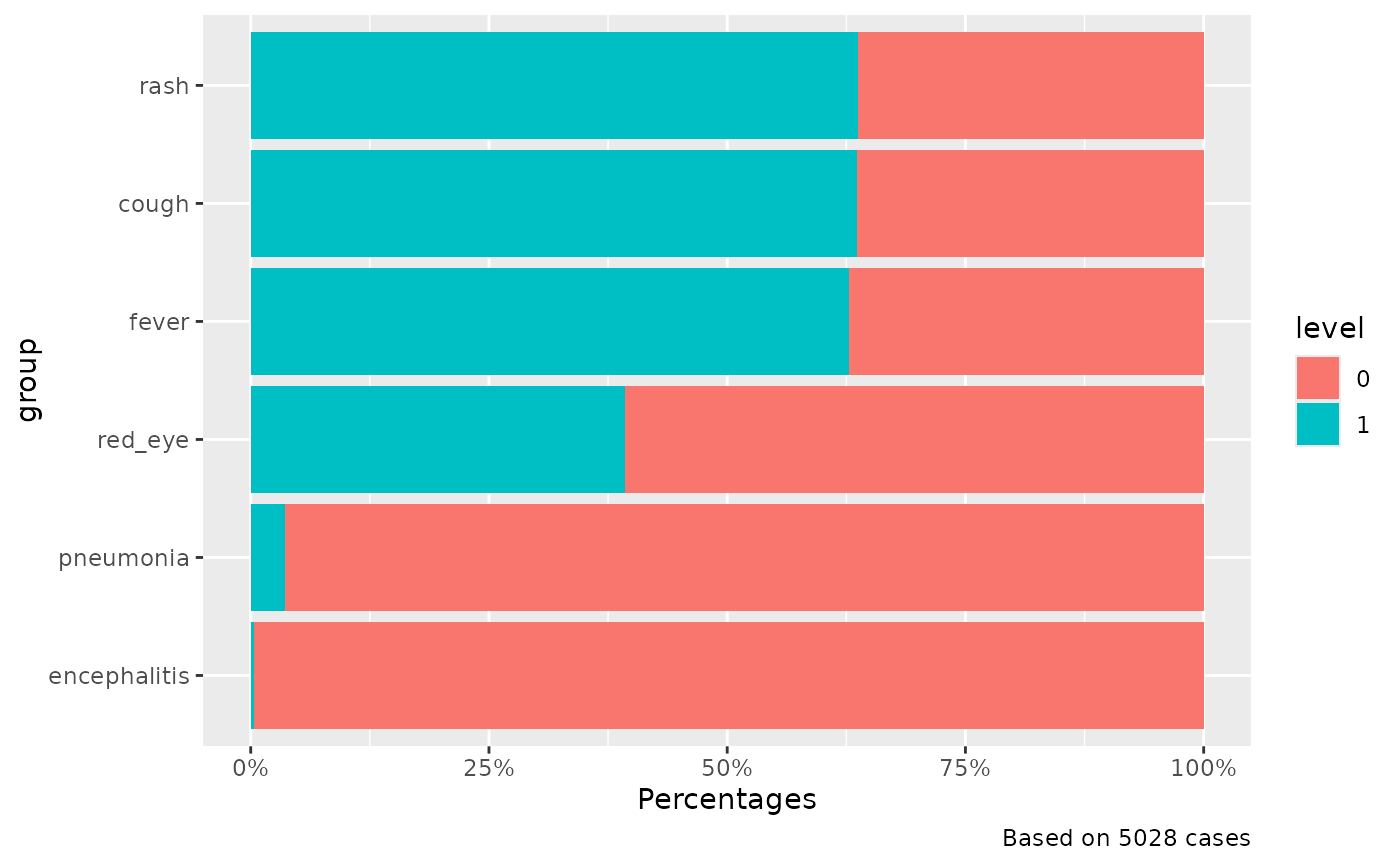 rash
cough
fever
red_eye
pneumonia
encephalitis
group
0% 25% 50% 75% 100%
Percentages
level
0
1
Based on 5028 cases